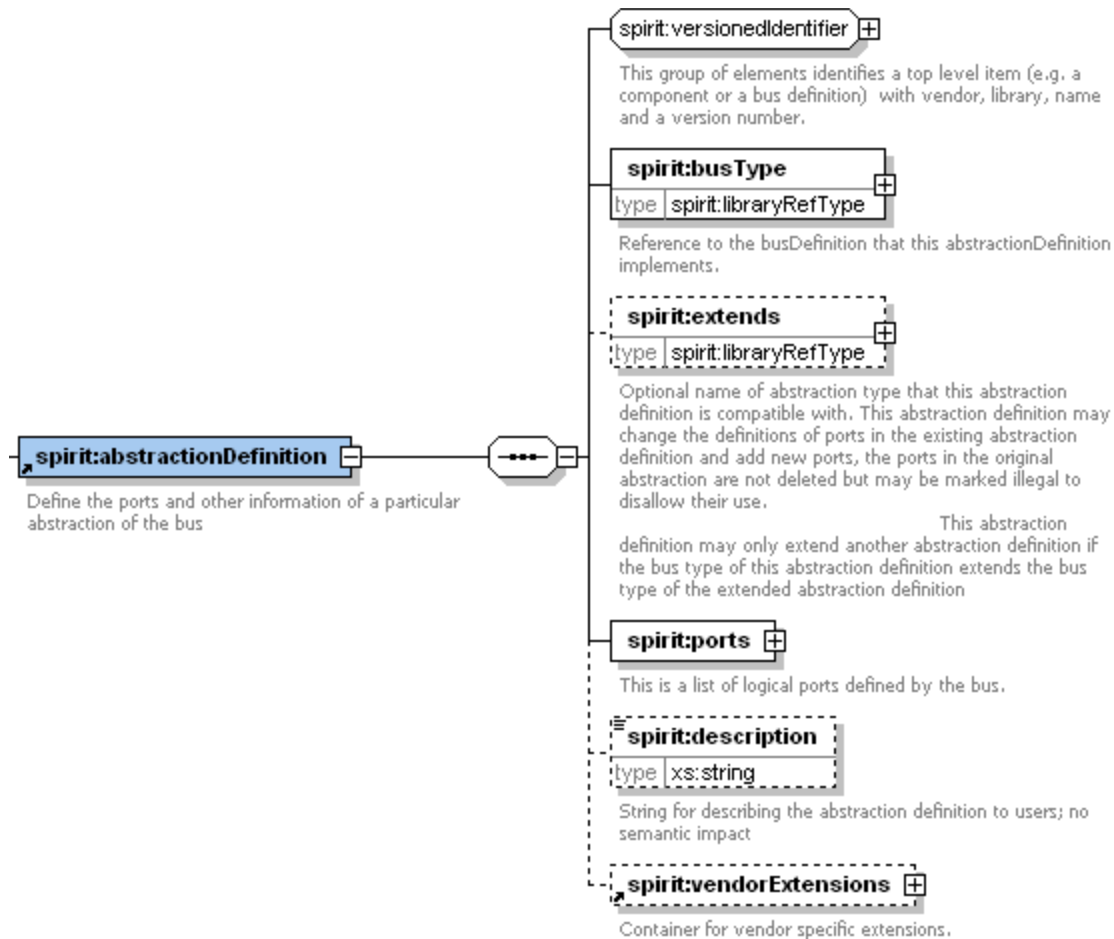 spirit:versionedIdentifier
This group of elements identifies a top level item (e.g. a
component or a bus definition)  with vendor, library, name
and a version number.
spirit:busType
type spirit:libraryRefType
Reference to the busDefinition that this abstractionDefinition
implements.
spirit:extends
type spirit:libraryRefType
Optional name of abstraction type that this abstraction
definition is compatible with. This abstraction definition may
change the definitions of ports in the existing abstraction
definition and add new ports, the ports in the original
abstraction are not deleted but may be marked illegal to
disallow their use.
This abstraction
definition may only extend another abstraction definition if
the bus type of this abstraction definition extends the bus
type of the extended abstraction definition
spirit:abstractionDefinition
Define the ports and other information of a particular
abstraction of the bus
spirit:ports
This is a list of logical ports defined by the bus.
spirit:description
type xs:string
String for describing the abstraction definition to users; no
semantic impact
spirit:vendorExtensions
Container for vendor specific extensions.